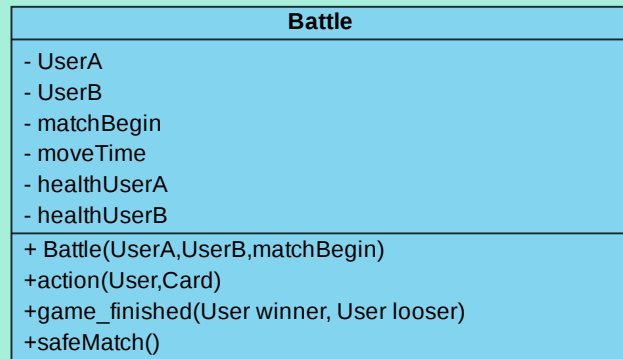 Battle
- UserA
- UserB
- matchBegin
- moveTime
- healthUserA
- healthUserB
+ Battle(UserA,UserB,matchBegin)
+action(User,Card)
+game_finished(User winner, User looser)
+safeMatch()